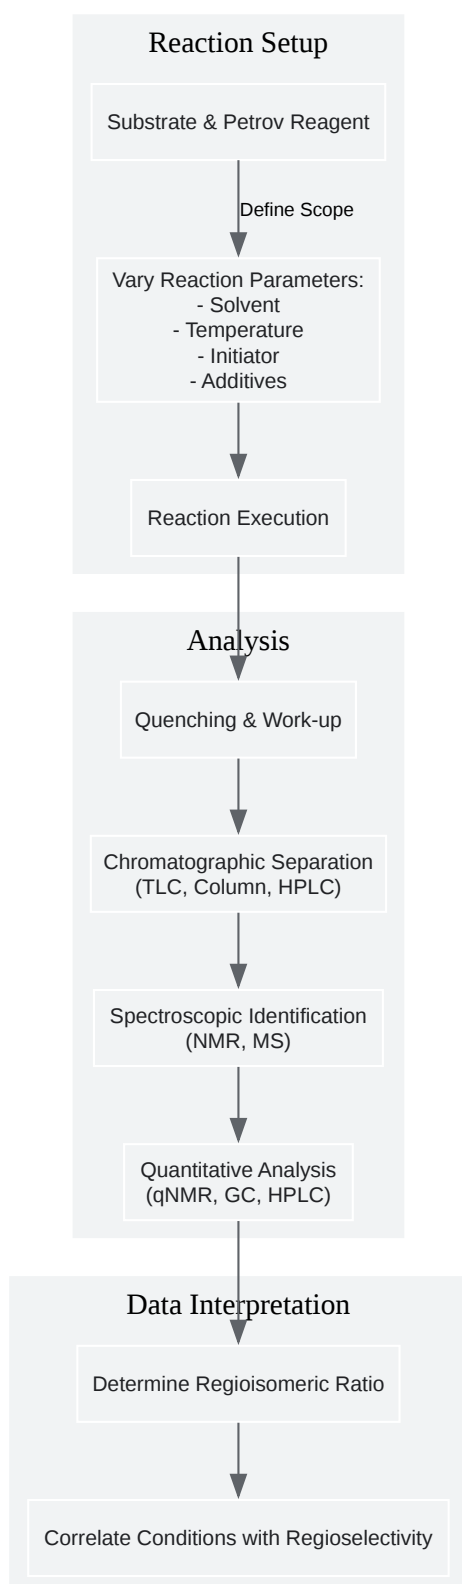 Reaction Setup
Substrate & Petrov Reagent
Define Scope
Vary Reaction Parameters:
- Solvent
- Temperature
- Initiator
- Additives
Reaction Execution
Analysis
Quenching & Work-up
Chromatographic Separation
(TLC, Column, HPLC)
Spectroscopic Identification
(NMR, MS)
Quantitative Analysis
(qNMR, GC, HPLC)
Data Interpretation
Determine Regioisomeric Ratio
Correlate Conditions with Regioselectivity